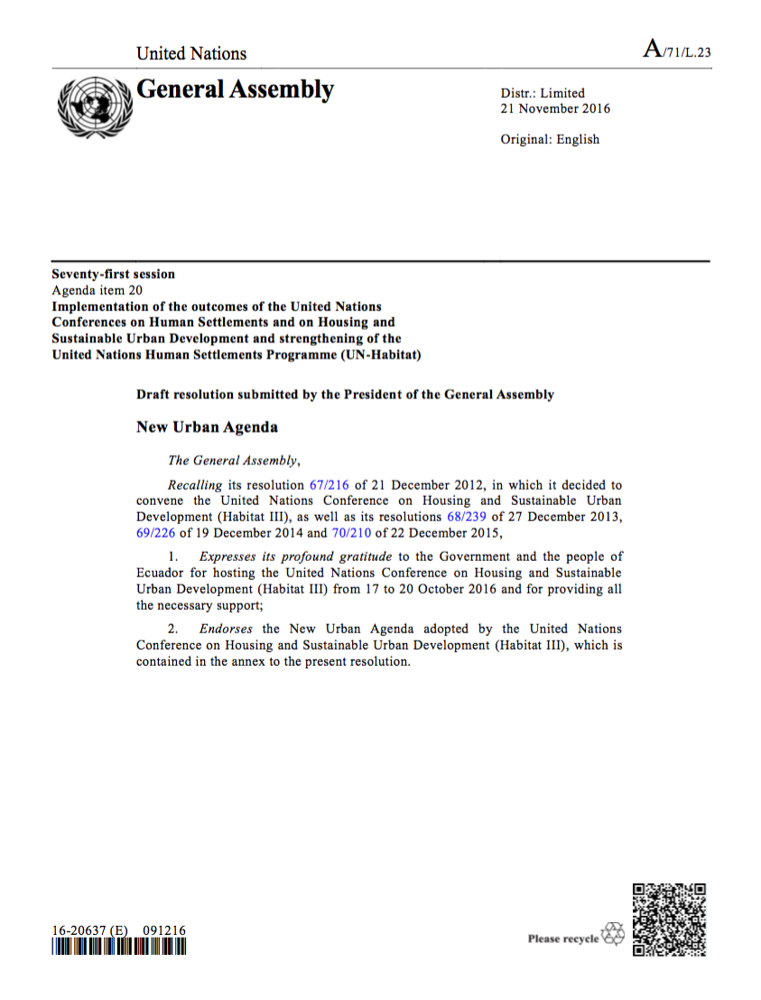 United Nations
A/71/L.23
General Assembly
Distr.: Limited
21 November 2016
Original: English
Seventy-first session
Agenda item 20
Implementation of the outcomes of the United Nations
Conferences on Human Settlements and on Housing and
Sustainable Urban Development and strengthening of the
United Nations Human Settlements Programme (UN-Habitat)
Draft resolution submitted by the President of the General Assembly
New Urban Agenda
The General Assembly,
Recalling its resolution 67/216 of 21 December 2012, in which it decided to
convene the United Nations Conference on Housing and Sustainable Urban
Development (Habitat III), as well as its resolutions 68/239 of 27 December 2013,
69/226 of 19 December 2014 and 70/210 of 22 December 2015,
1. Expresses its profound gratitude to the Government and the people of
Ecuador for hosting the United Nations Conference on Housing and Sustainable
Urban Development (Habitat III) from 17 to 20 October 2016 and for providing all
the necessary support;
2. Endorses the New Urban Agenda adopted by the United Nations
Conference on Housing and Sustainable Urban Development (Habitat III), which is
contained in the annex to the present resolution.
16-20637 (E) 091216
Please recycle